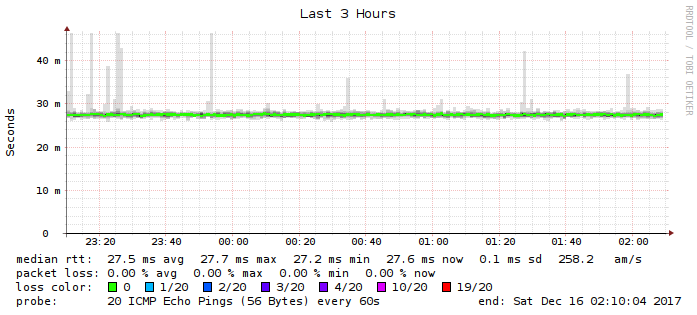 Last 3 Hours
RRDTOOL / TOBI OETIKER
Seconds
40 m
30 m
20 m
10 m
0
23:20 23:40 00:00 00:20 00:40 01:00 01:20 01:40 02:00
median rtt: 27.5 ms avg 27.7 ms max 27.2 ms min 27.6 ms now 0.1 ms sd 258.2 am/s
packet loss: 0.00 % avg 0.00 % max 0.00 % min 0.00 % now
loss color: 0 1/20 2/20 3/20 4/20 10/20 19/20
probe: 20 ICMP Echo Pings (56 Bytes) every 60s end: Sat Dec 16 02:10:04 2017